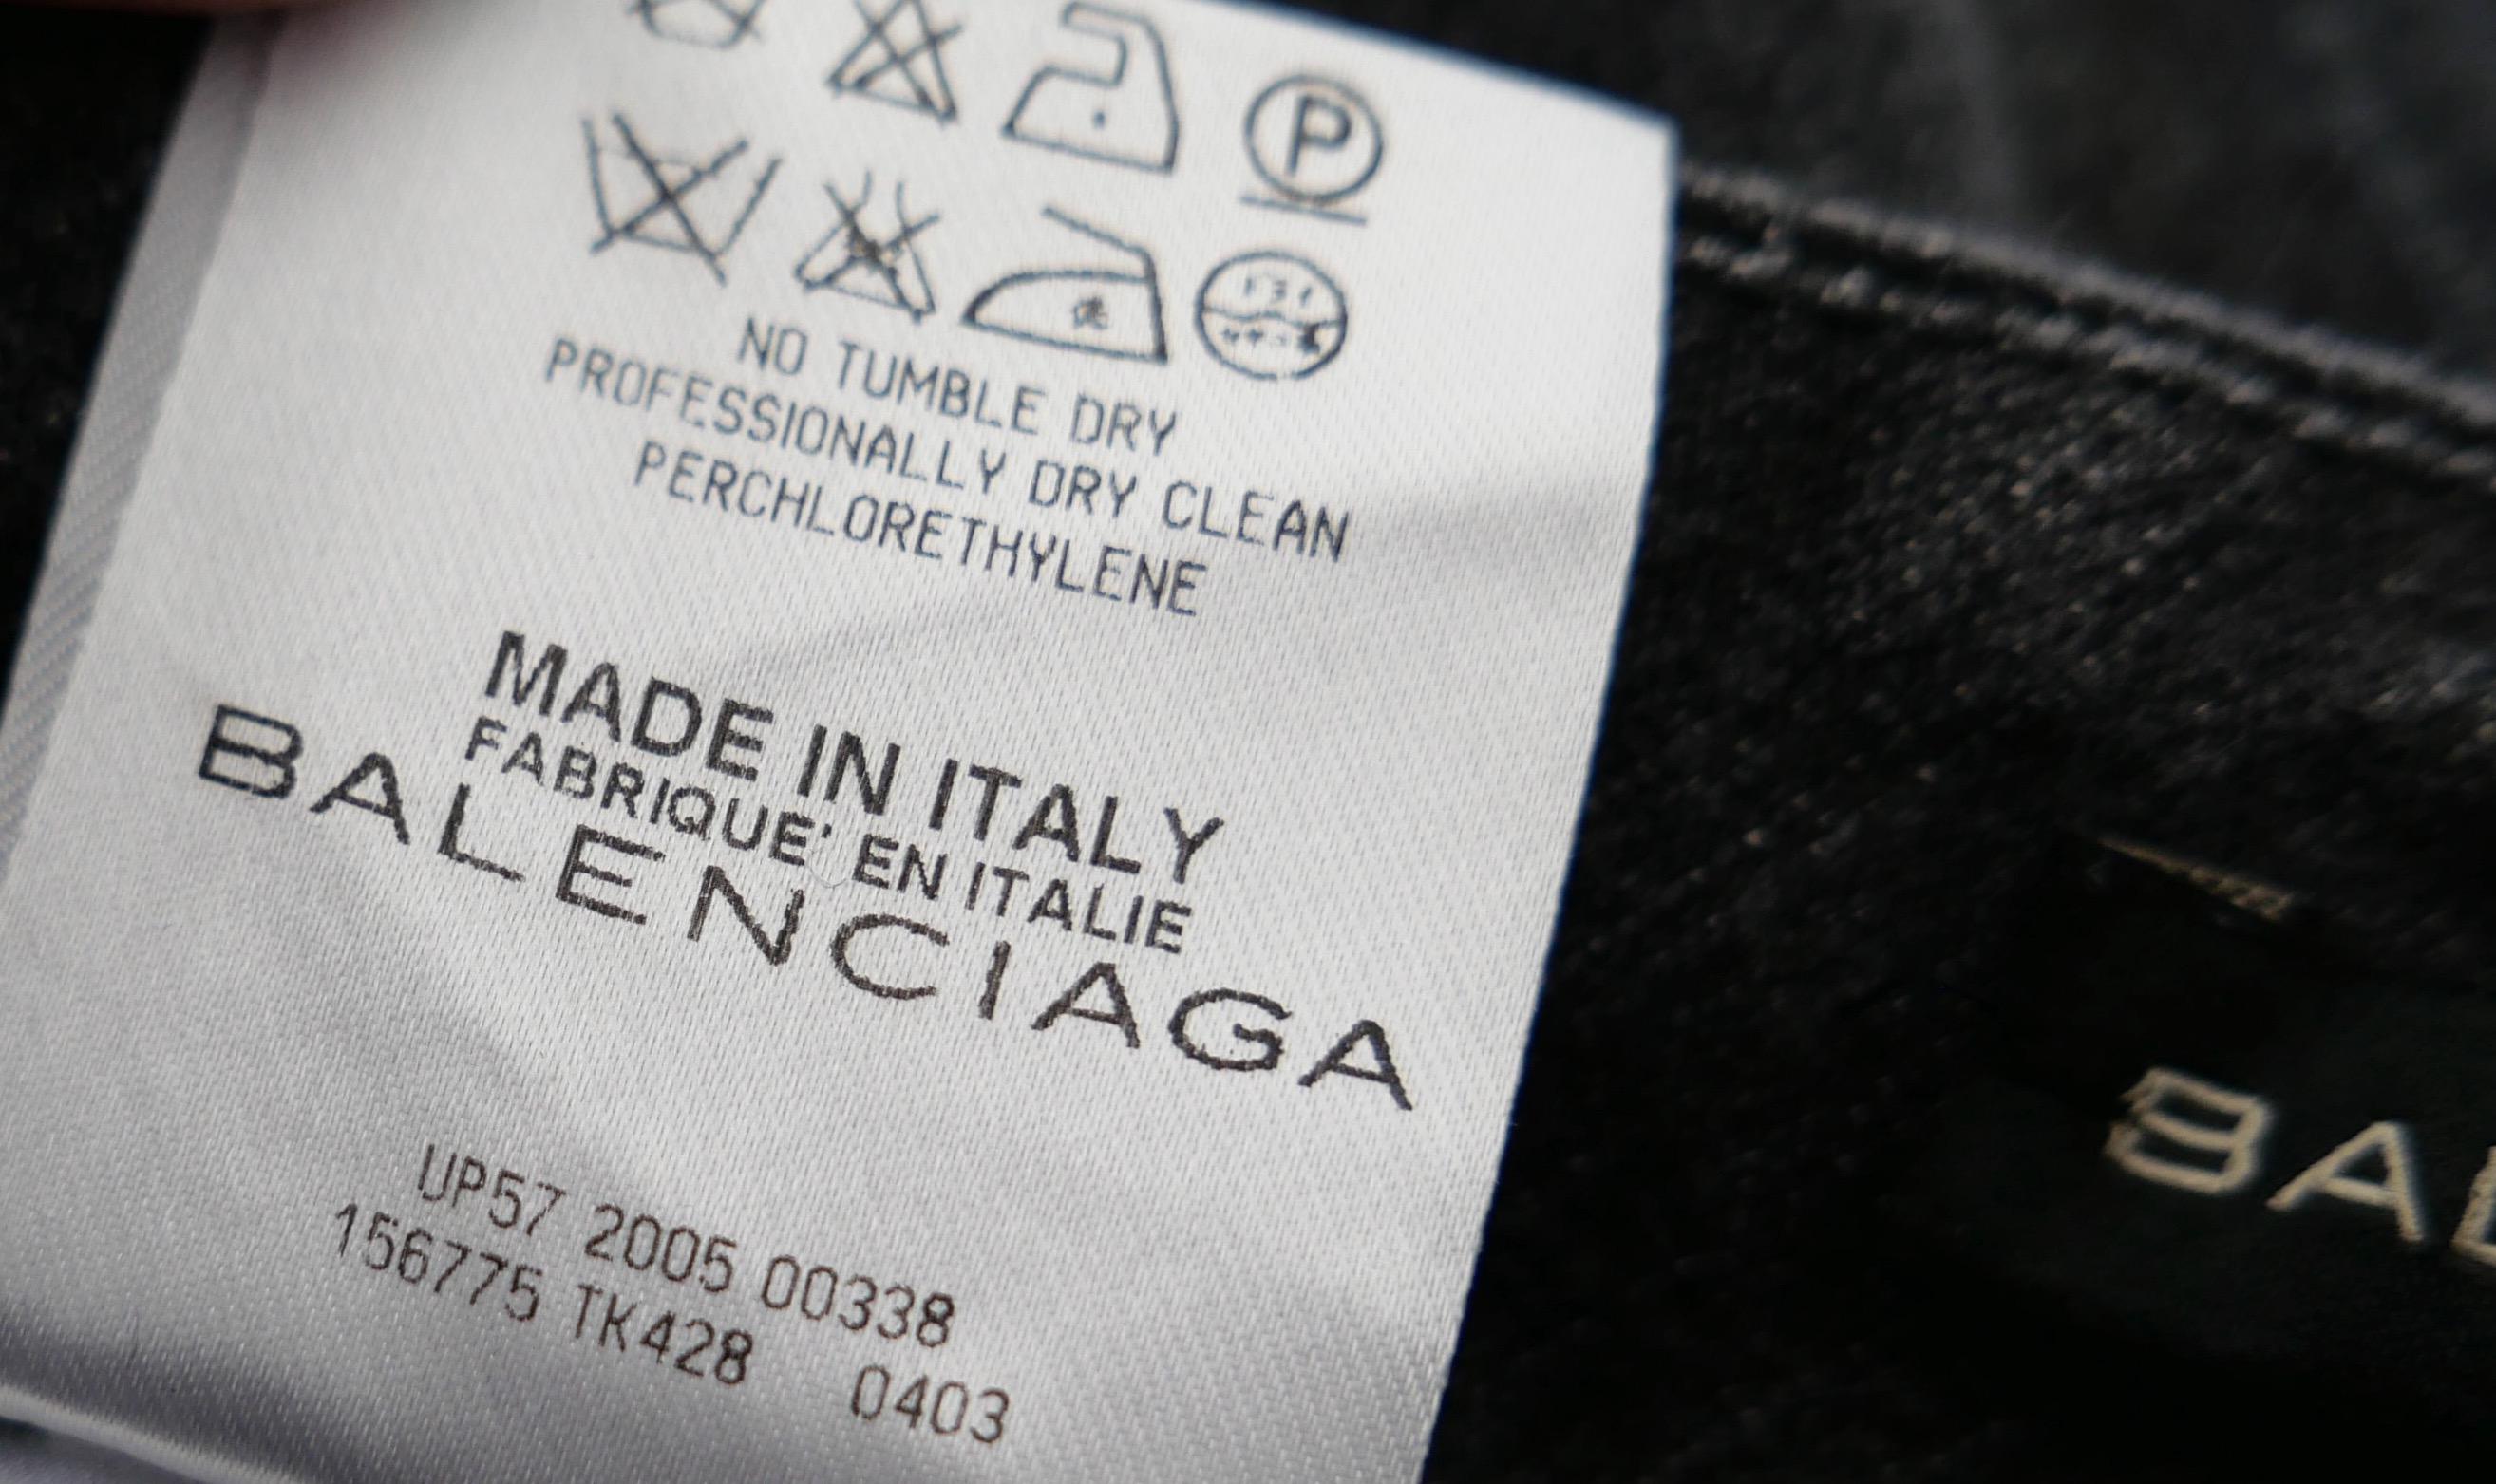 P
NO TUMBLE DRY
PROFESSIONALLY DRY CLEAN
PERCHLORETHYLENE
MADE IN ITALY
FABRIQUE' EN ITALIE
BALENCIAGA
UP57 2005 00338
156775 TK428 0403
BAL